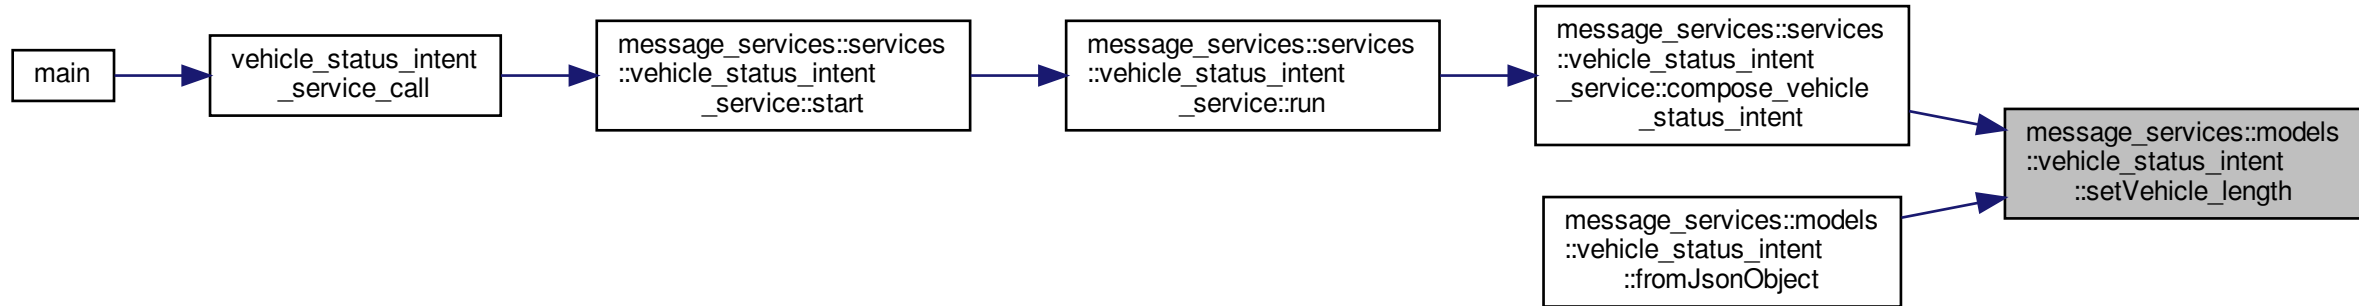 main
vehicle_status_intent
_service_call
message_services::services
::vehicle_status_intent
_service::start
message_services::services
::vehicle_status_intent
_service::run
message_services::services
::vehicle_status_intent
_service::compose_vehicle
_status_intent
message_services::models
::vehicle_status_intent
::setVehicle_length
message_services::models
::vehicle_status_intent
::fromJsonObject